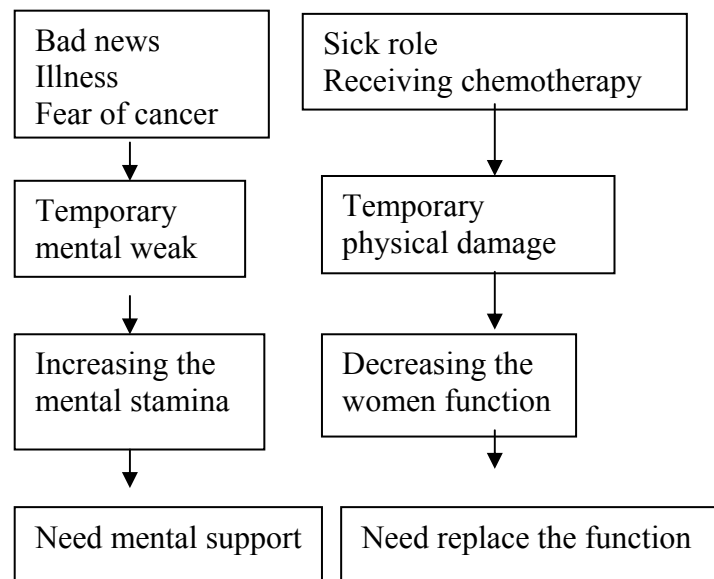 Bad news
Illness
Fear of cancer
Temporary
mental weak
Increasing the
mental stamina
Need mental support
Sick role
Receiving chemotherapy
Temporary
physical damage
Decreasing the
women function
Need replace the function